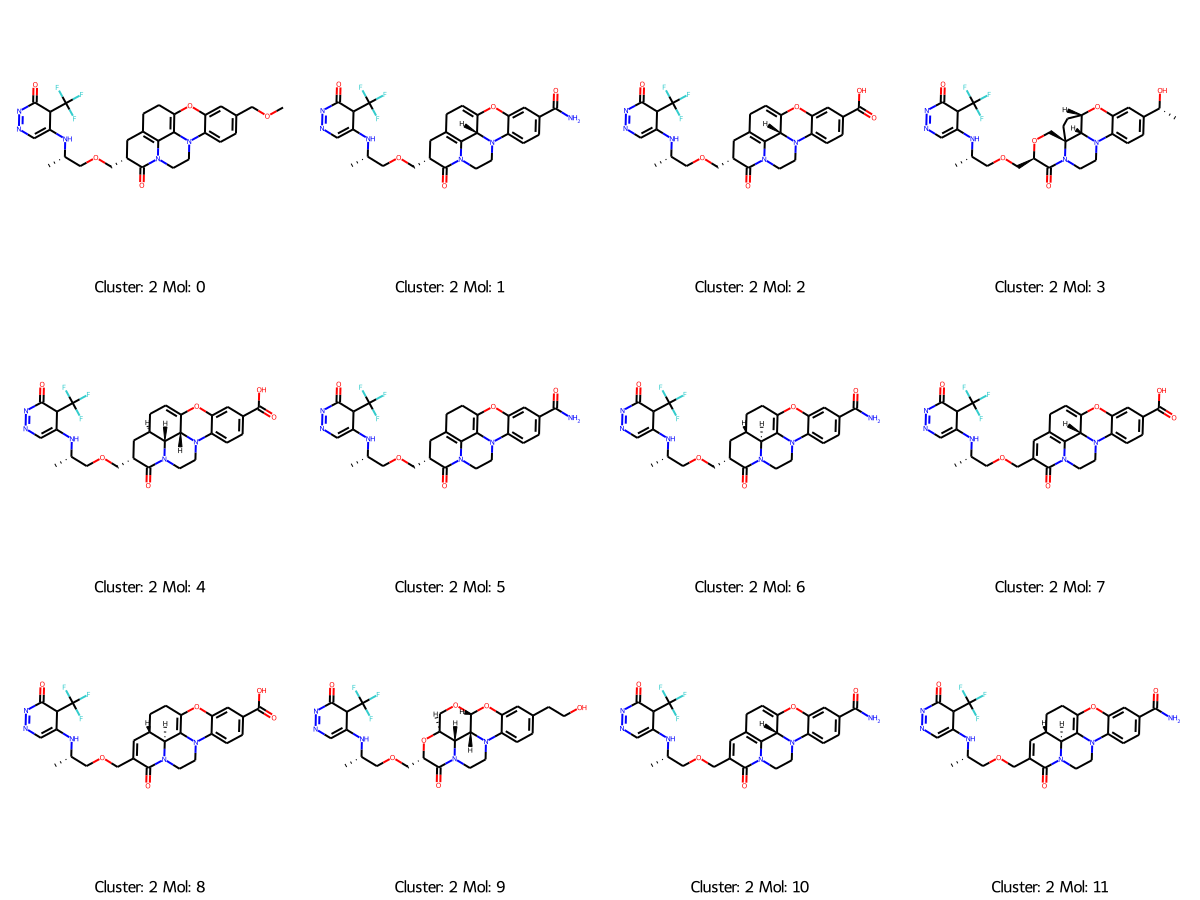 Cluster: 2 Mol: 0
Cluster: 2 Mol: 1
Cluster: 2 Mol: 2
Cluster: 2 Mol: 3
Cluster: 2 Mol: 4
Cluster: 2 Mol: 5
Cluster: 2 Mol: 6
Cluster: 2 Mol: 7
Cluster: 2 Mol: 8
Cluster: 2 Mol: 9
Cluster: 2 Mol: 10
Cluster: 2 Mol: 11